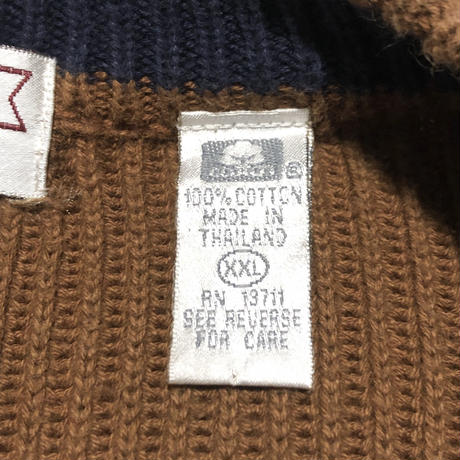 ®
100% COTTON
MADE IN
THAILAND
XXL
RN 13711
SEE REVERSE
FOR CARE